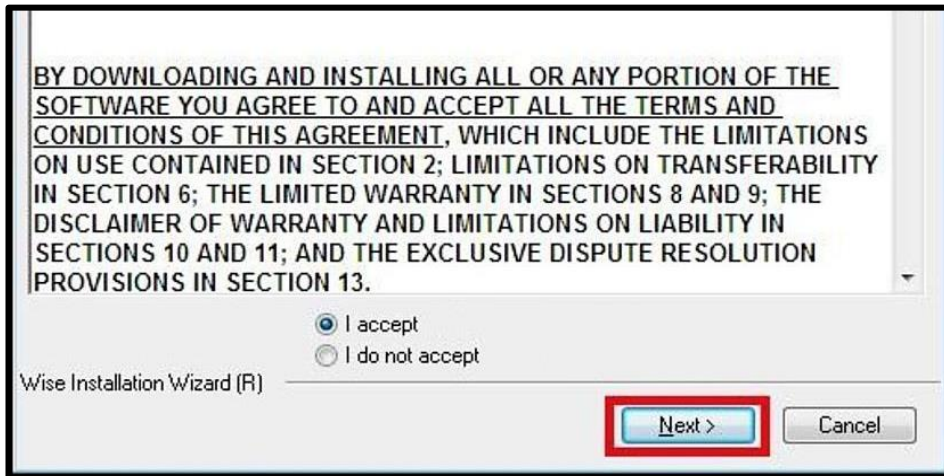 BY DOWNLOADING AND INSTALLING ALL OR ANY PORTION OF THE
SOFTWARE YOU AGREE TO AND ACCEPT ALL THE TERMS AND
CONDITIONS OF THIS AGREEMENT, WHICH INCLUDE THE LIMITATIONS
ON USE CONTAINED IN SECTION 2; LIMITATIONS ON TRANSFERABILITY
IN SECTION 6; THE LIMITED WARRANTY IN SECTIONS 8 AND 9; THE
DISCLAIMER OF WARRANTY AND LIMITATIONS ON LIABILITY IN
SECTIONS 10 AND 11; AND THE EXCLUSIVE DISPUTE RESOLUTION
PROVISIONS IN SECTION 13.
I accept
I do not accept
Wise Installation Wizard (R)
Next >
Cancel